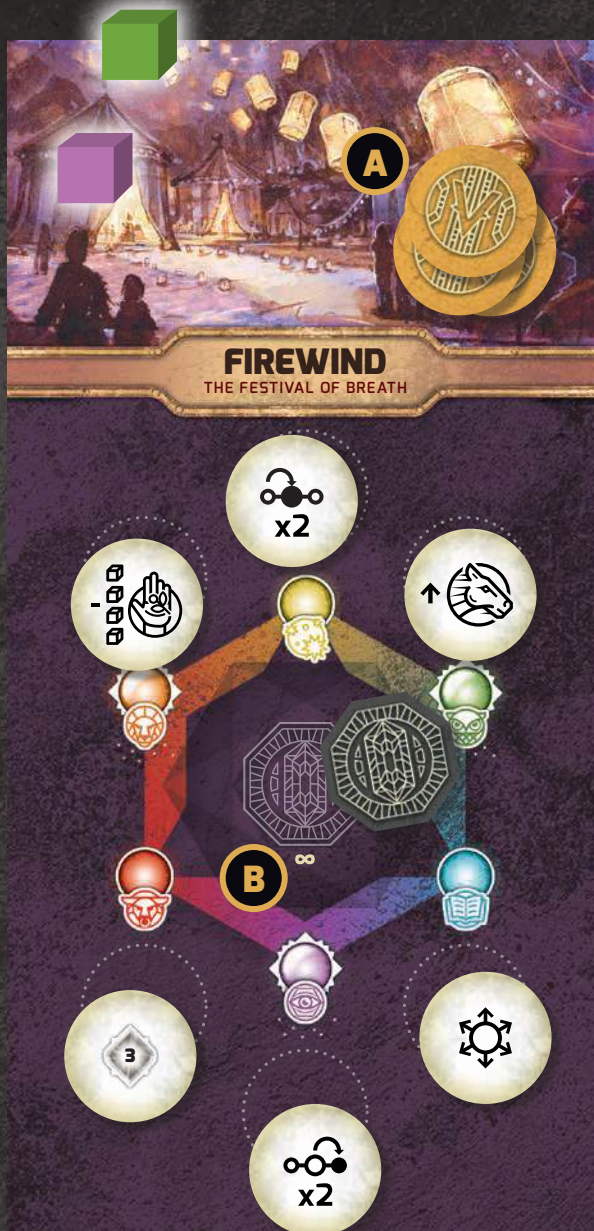 A
FIREWIND
THE FESTIVAL OF BREATH
x2
-
∞
B
3
x2